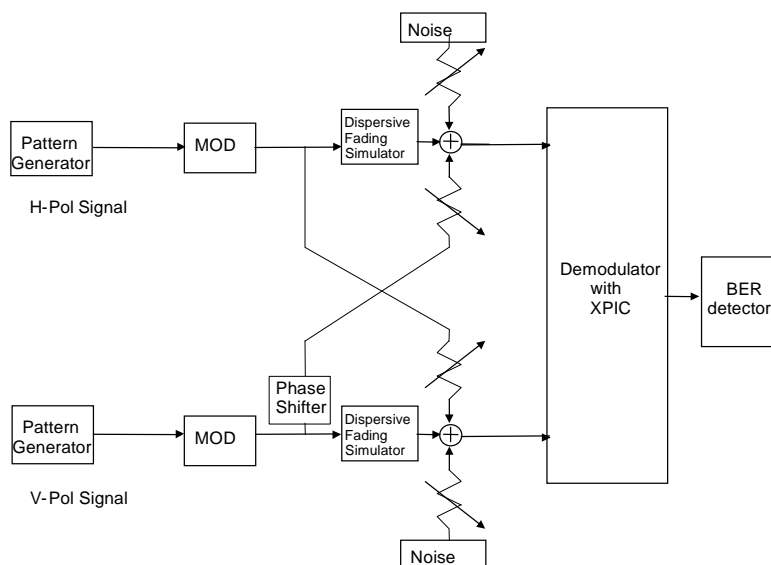 Noise
Pattern
Generator
MOD
Dispersive
Fading
Simulator
H-Pol Signal
Demodulator
with
XPIC
BER
detector
Phase
Shifter
Pattern
Generator
MOD
Dispersive
Fading
Simulator
V-Pol Signal
Noise